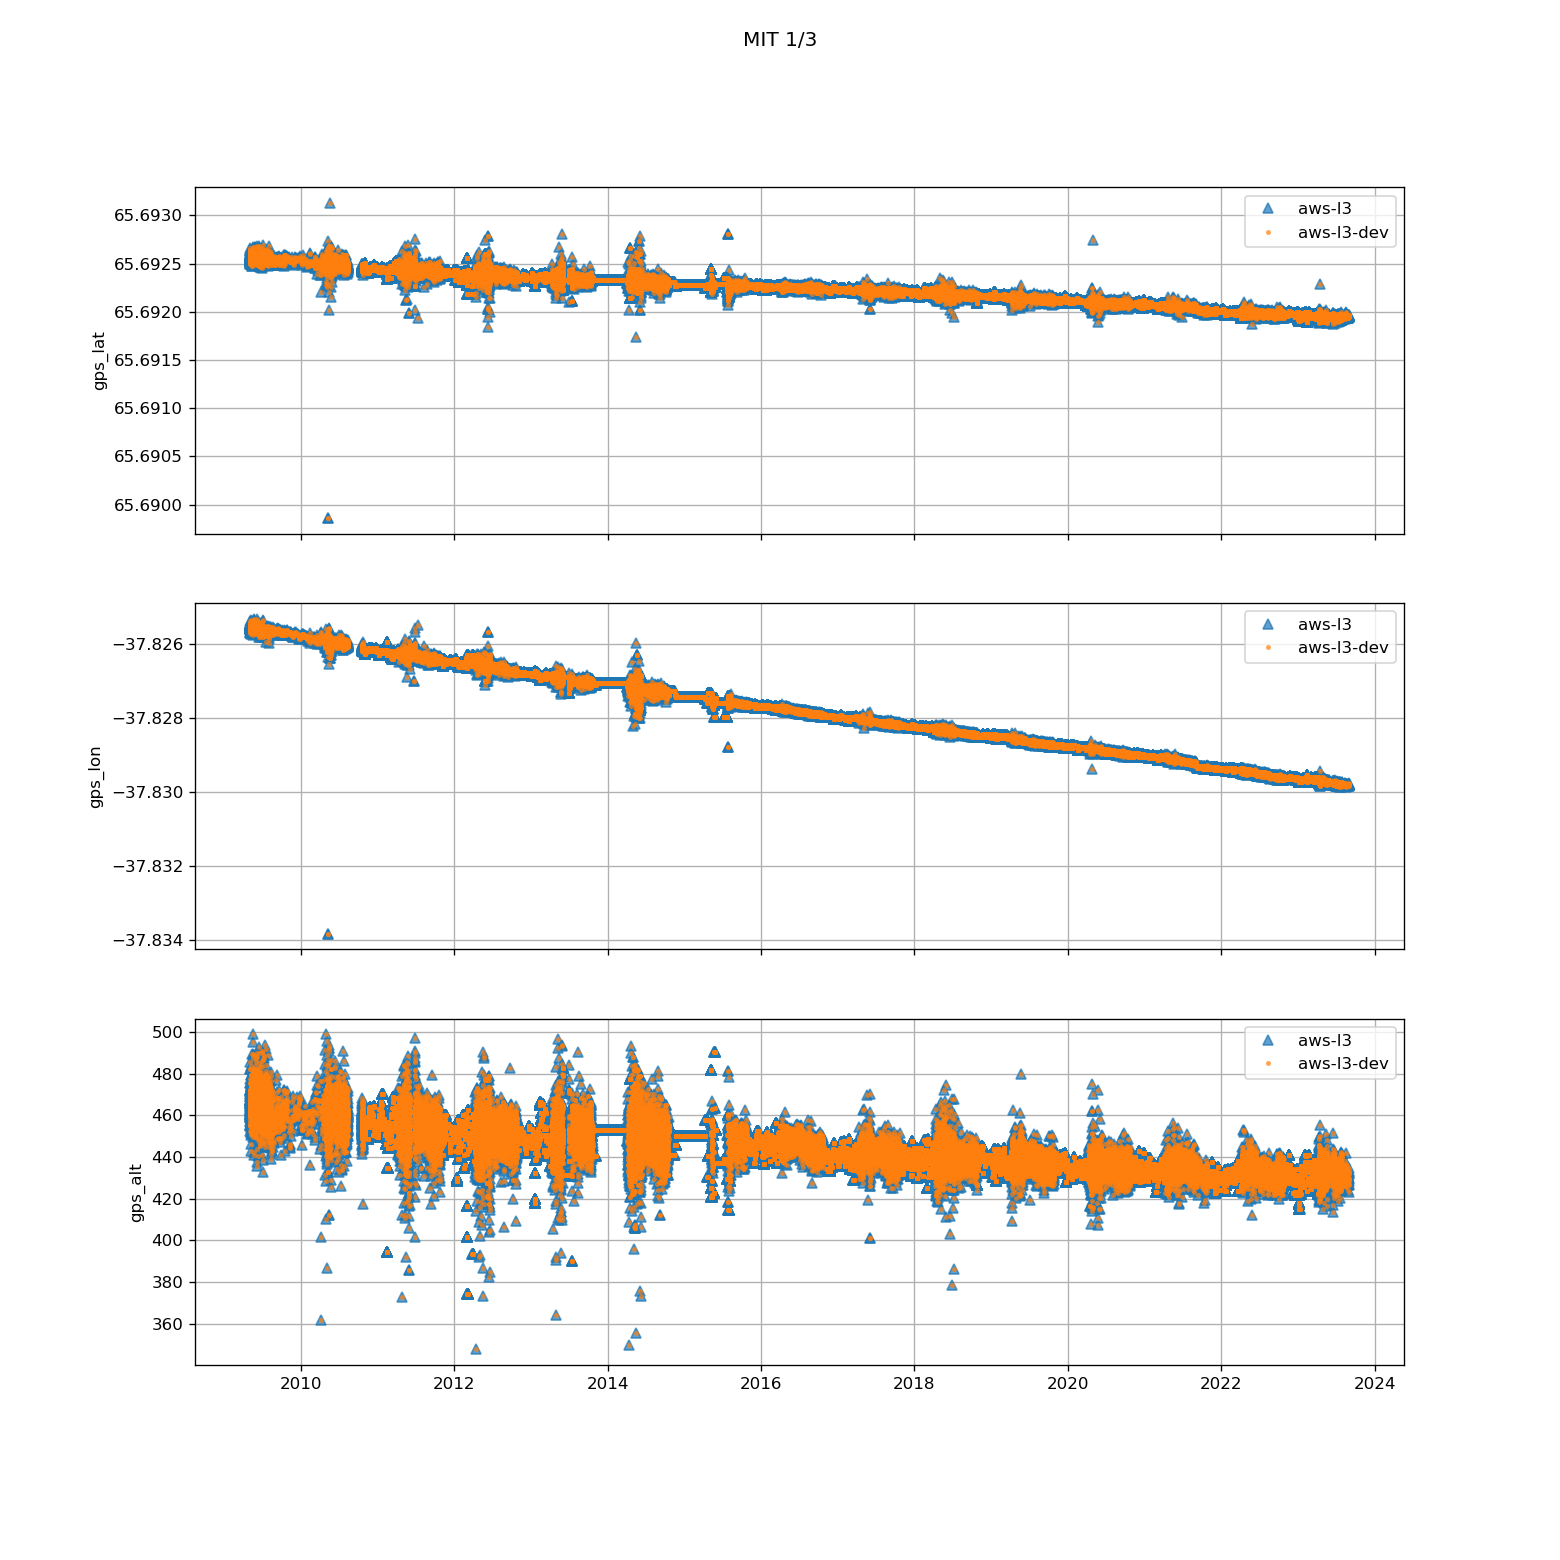 MIT 1/3
65.6930
65.6925
65.6920
65.6915
65.6910
65.6905
65.6900
gps_lat
aws-l3
aws-l3-dev
−37.826
−37.828
−37.830
−37.832
−37.834
gps_lon
aws-l3
aws-l3-dev
500
480
460
440
420
400
380
360
gps_alt
aws-l3
aws-l3-dev
2010 2012 2014 2016 2018 2020 2022 2024